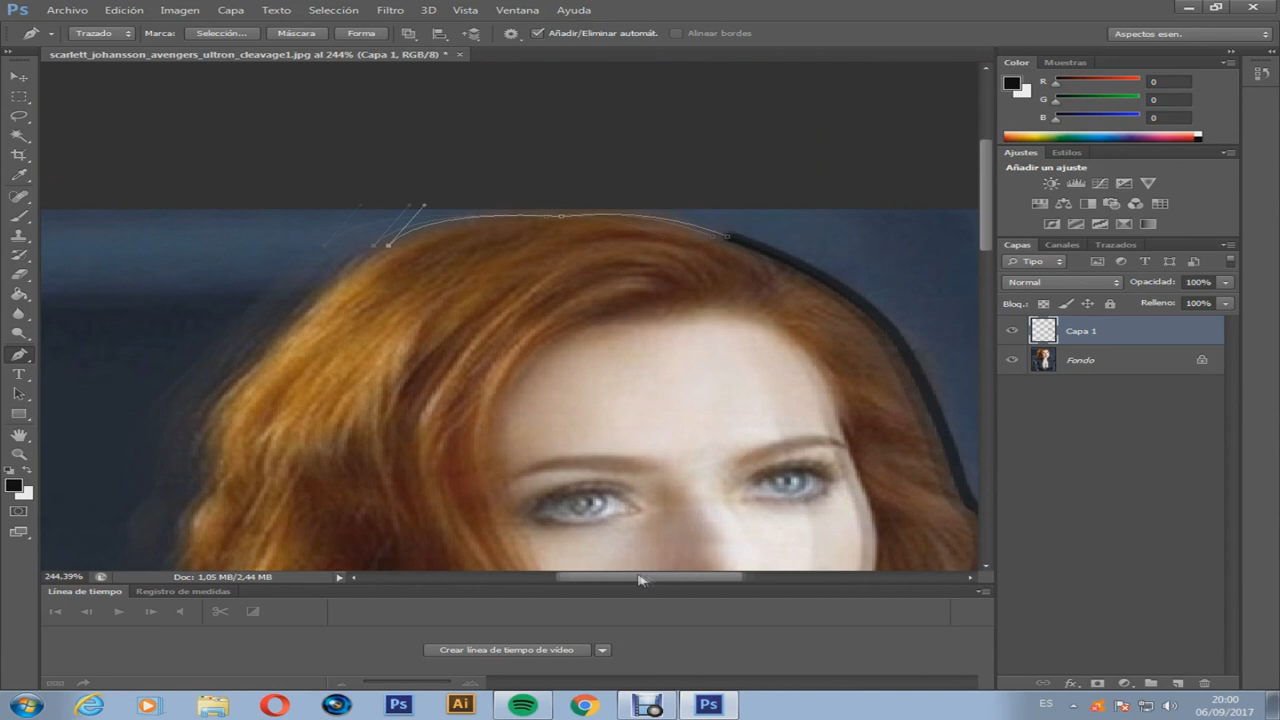 Ps Archivo Edición Imagen Capa Texto Selección Filtro 3D Vista Ventana Ayuda
Trazado Marca: Selección... Máscara Forma Añadir/Eliminar automát. Alinear bordes Aspectos esen.
scarlett_johansson_avengers_ultron_cleavage1.jpg al 244% (Capa 1, RGB/8) * ×
Color Muestras
R 0
G 0
B 0
Ajustes Estilos
Añadir un ajuste
Capas Canales Trazados
Tipo
Normal Opacidad: 100%
Bloq.: Relleno: 100%
Capa 1
Fondo
T
244,39% Doc: 1,05 MB/2,44 MB
Línea de tiempo Registro de medidas
Crear línea de tiempo de vídeo
Ps Ai Ps ES 20:00
06/09/2017